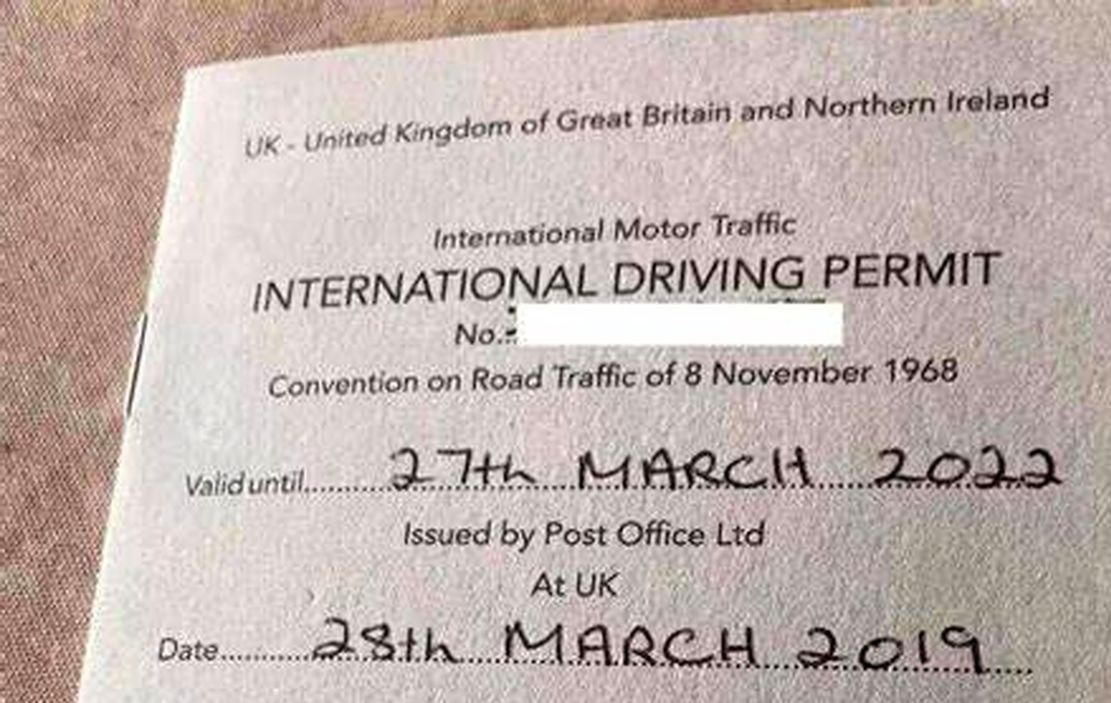 UK - United Kingdom of Great Britain and Northern Ireland
International Motor Traffic
INTERNATIONAL DRIVING PERMIT
No.:
Convention on Road Traffic of 8 November 1968
Valid until........27th MARCH 2022
Issued by Post Office Ltd
At UK
Date..........28th MARCH 2019....